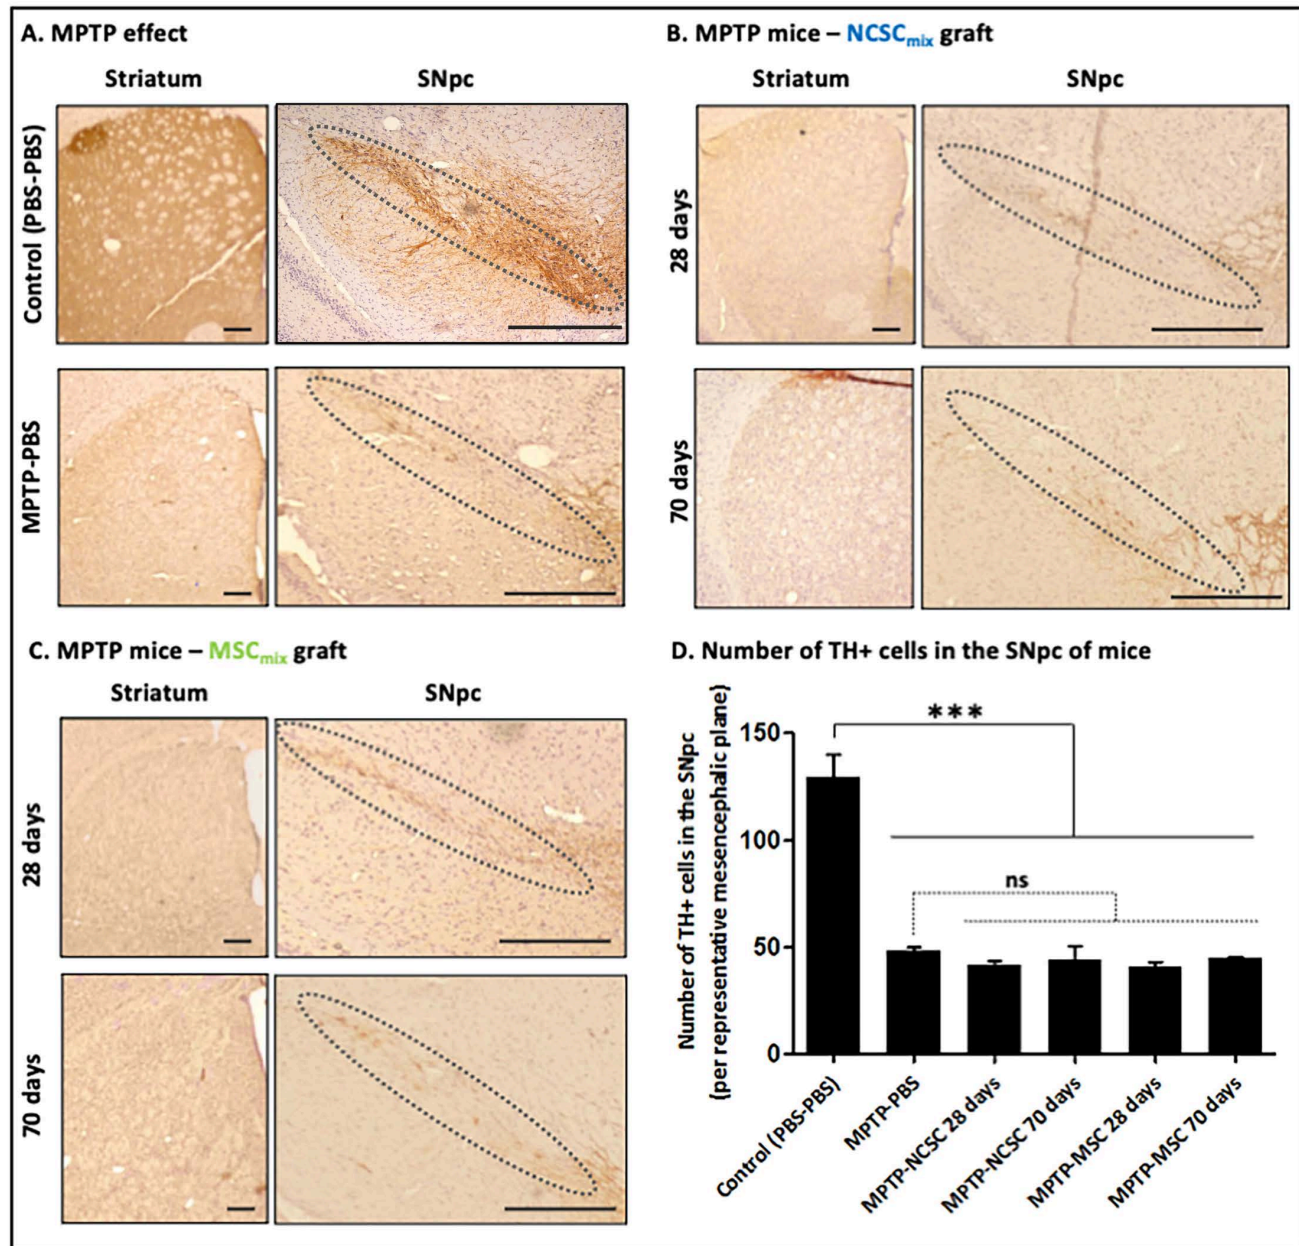 A. MPTP effect
Striatum
SNpc
Control (PBS-PBS)
MPTP-PBS
B. MPTP mice – NCSCmix graft
Striatum
SNpc
28 days
70 days
C. MPTP mice – MSCmix graft
Striatum
SNpc
28 days
70 days
D. Number of TH+ cells in the SNpc of mice
Number of TH+ cells in the SNpc
(per representative mesencephalic plane)
150
100
50
0
***
ns
Control (PBS-PBS)
MPTP-PBS
MPTP-NCSC 28 days
MPTP-NCSC 70 days
MPTP-MSC 28 days
MPTP-MSC 70 days